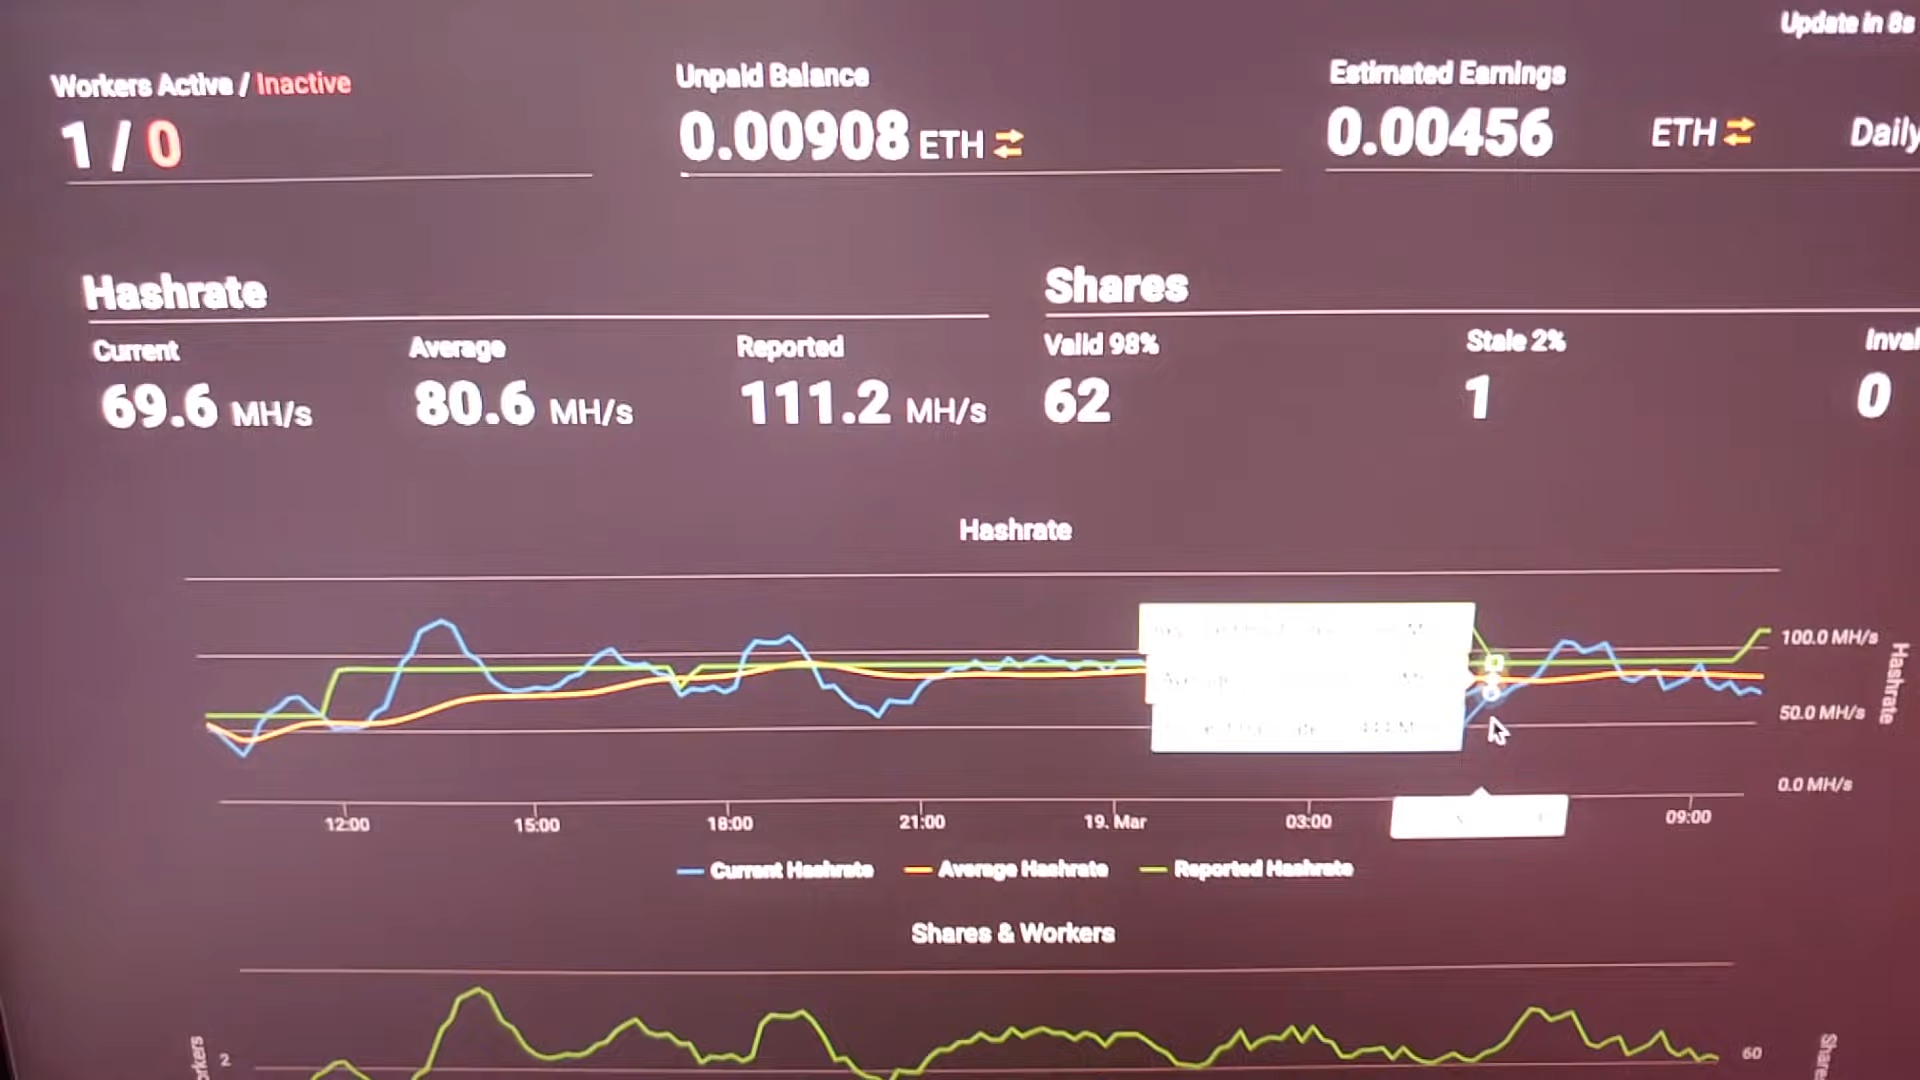 Update in 8s
Workers Active / Inactive
1 / 0
Unpaid Balance
0.00908 ETH
Estimated Earnings
0.00456 ETH Daily
Hashrate
Current Average Reported
69.6 MH/s 80.6 MH/s 111.2 MH/s
Shares
Valid 98% Stale 2% Inval
62 1 0
Hashrate
100.0 MH/s
50.0 MH/s
0.0 MH/s
Hashrate
12:00 15:00 18:00 21:00 19. Mar 03:00 09:00
Current Hashrate Average Hashrate Reported Hashrate
Shares & Workers
orkers
2
60
Shares